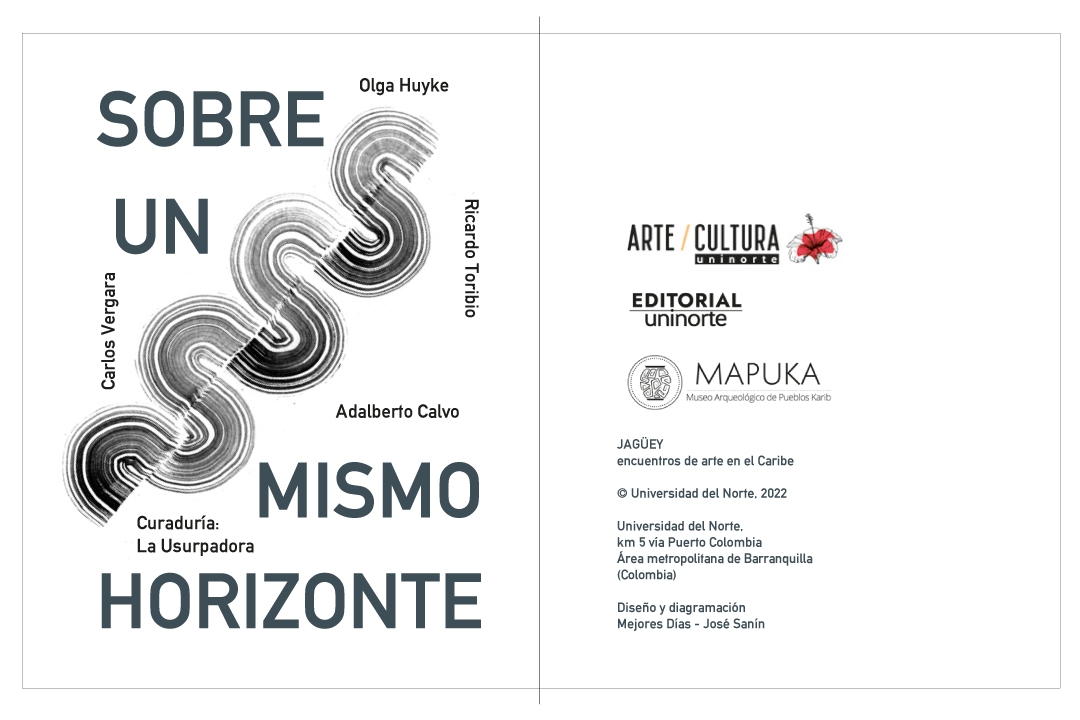 SOBRE
Olga Huyke
UN
Ricardo Toribio
Carlos Vergara
Adalberto Calvo
MISMO
Curaduría:
La Usurpadora
HORIZONTE
ARTE / CULTURA
uninorte
EDITORIAL
uninorte
MAPUKA
Museo Arqueológico de Pueblos Karib
JAGÜEY
encuentros de arte en el Caribe
© Universidad del Norte, 2022
Universidad del Norte,
km 5 vía Puerto Colombia
Área metropolitana de Barranquilla
(Colombia)
Diseño y diagramación
Mejores Días - José Sanín